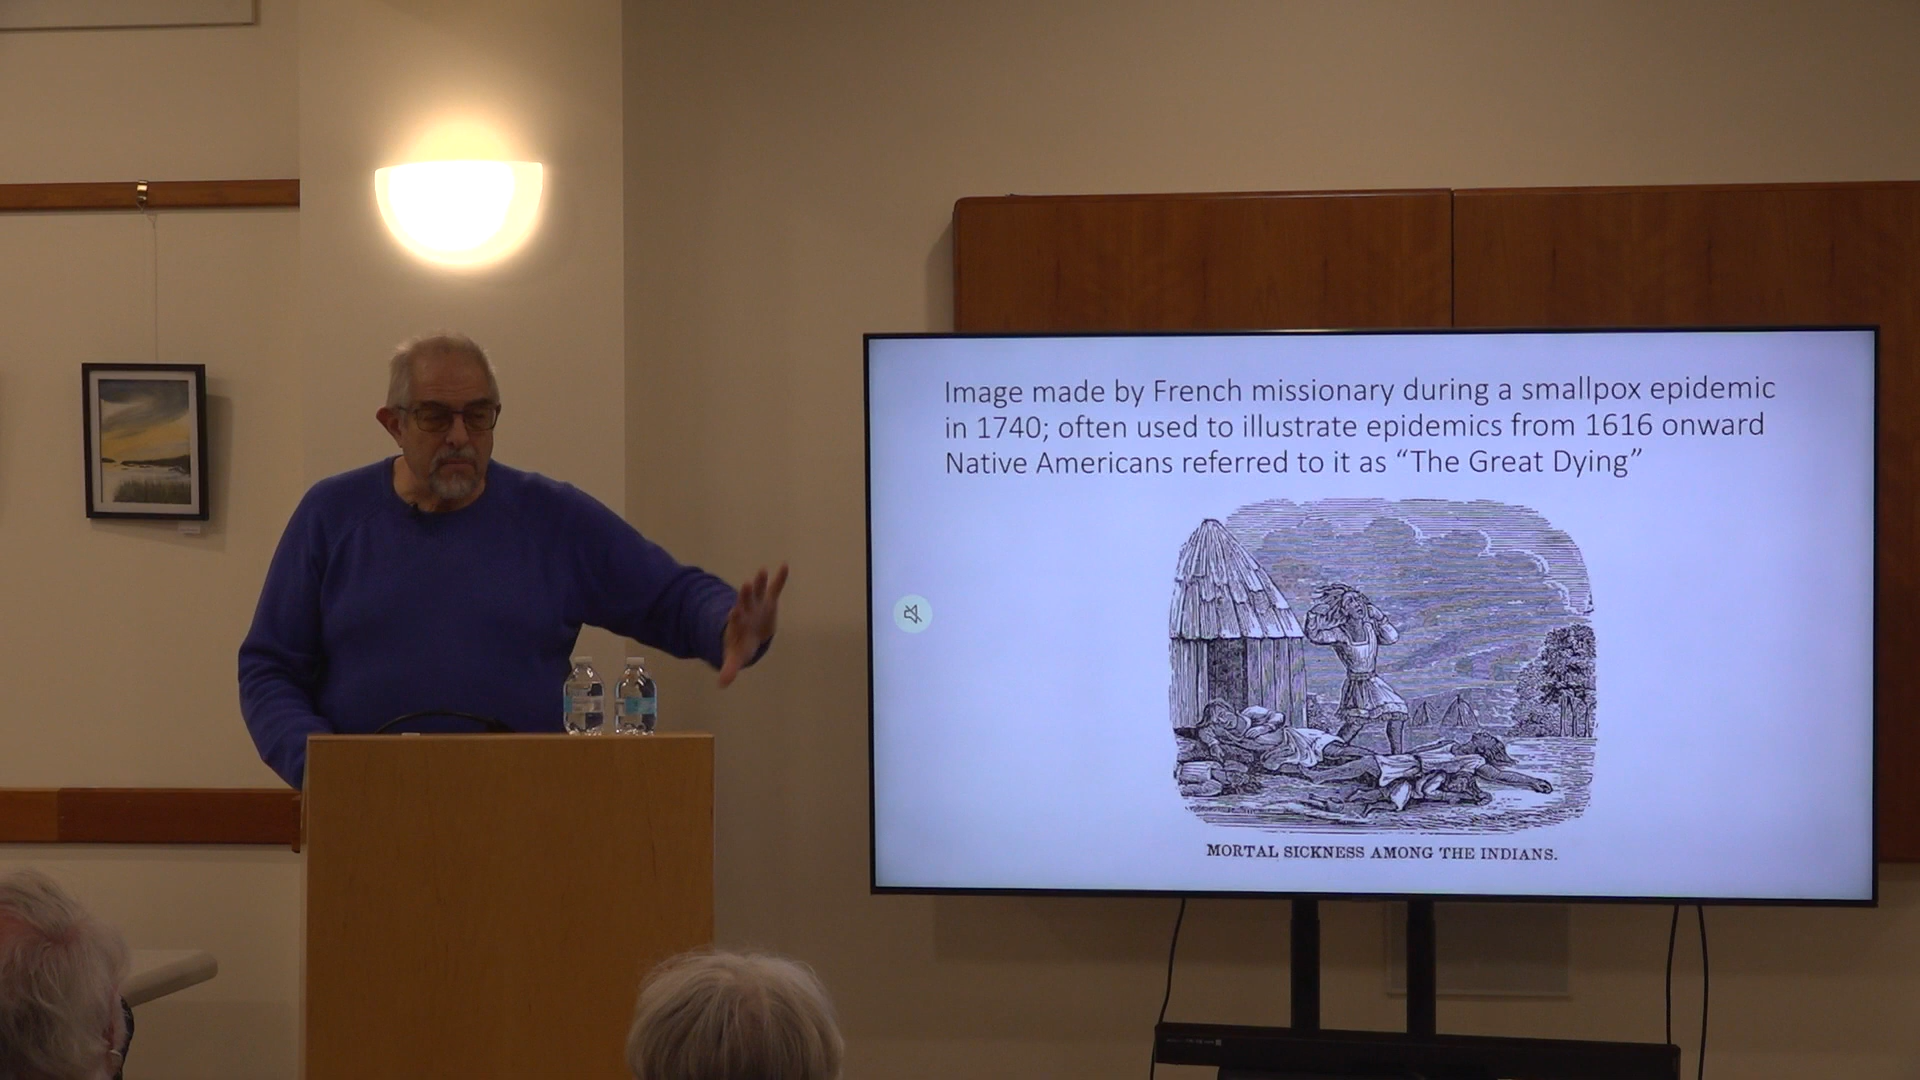 Image made by French missionary during a smallpox epidemic
in 1740; often used to illustrate epidemics from 1616 onward
Native Americans referred to it as “The Great Dying”
MORTAL SICKNESS AMONG THE INDIANS.